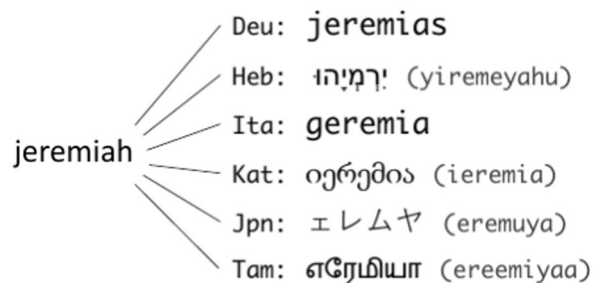 Deu: jeremias
Heb: יִרְמְיָהוּ (yiremeyahu)
Ita: geremia
jeremiah
Kat: იერემია (ieremia)
Jpn: エレムヤ (eremuya)
Tam: எரேமியா (ereemiyaa)